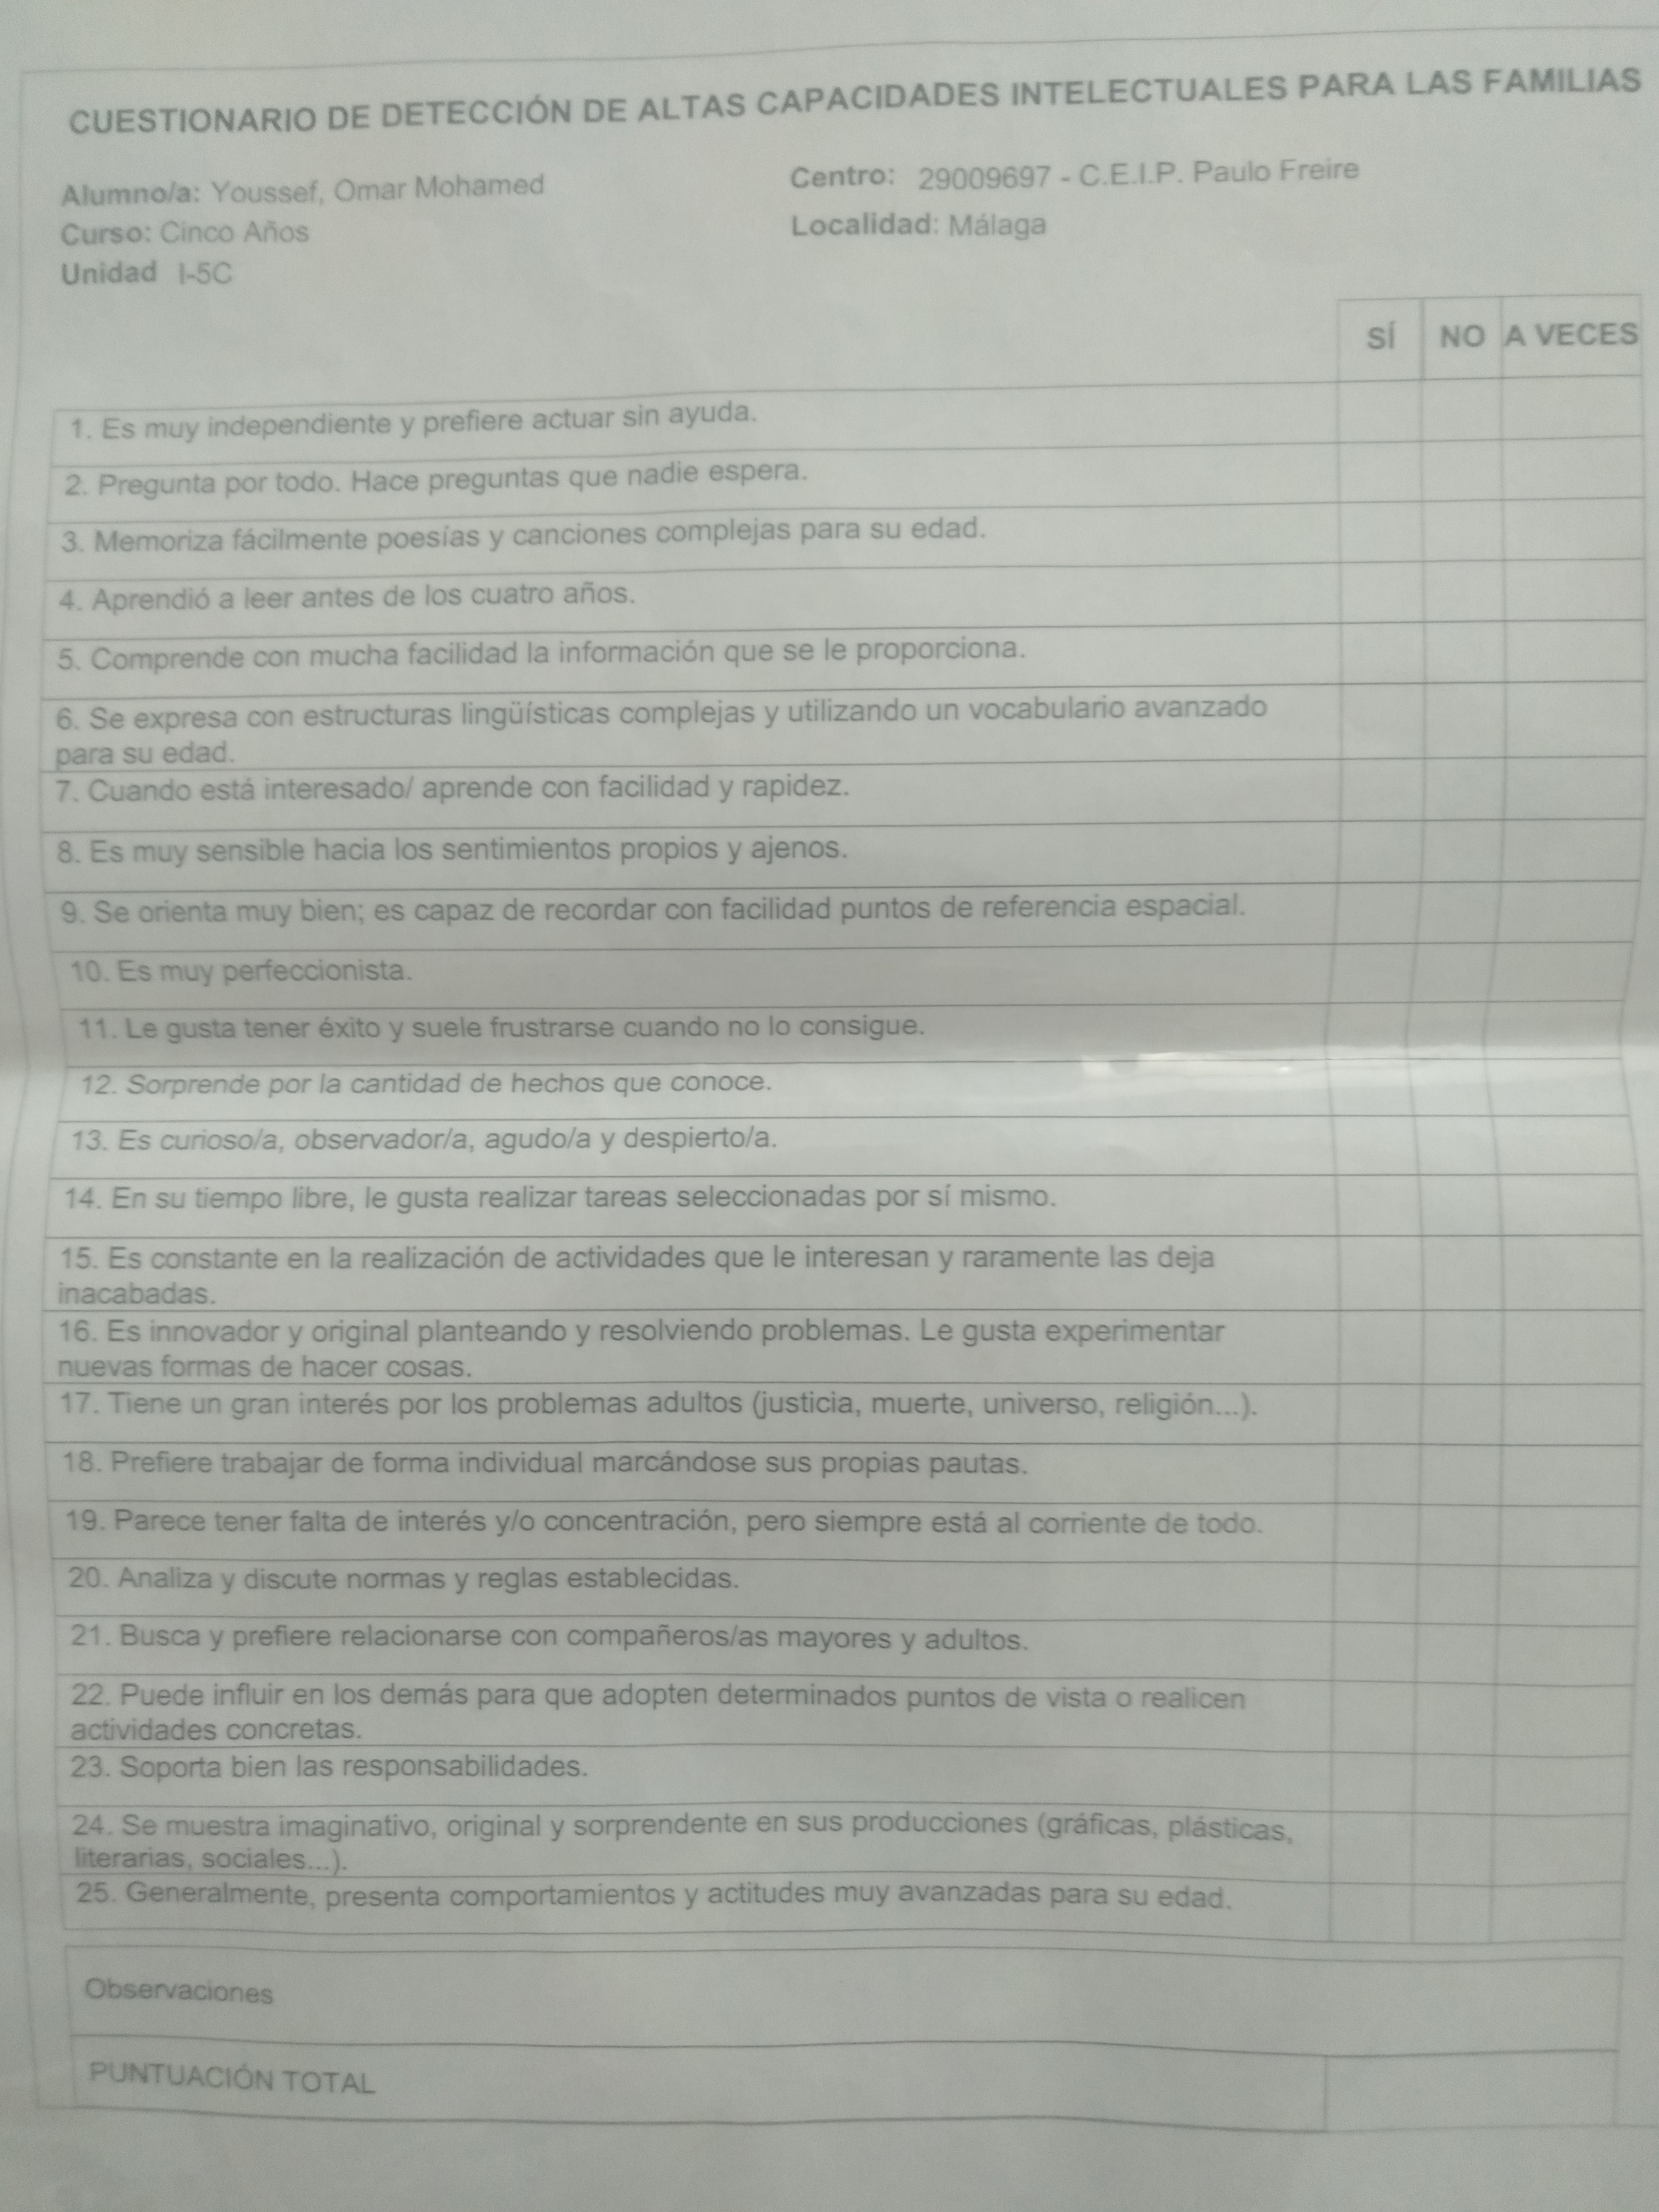 CUESTIONARIO DE DETECCIÓN DE ALTAS CAPACIDADES INTELECTUALES PARA LAS FAMILIAS
Alumno/a: Youssef, Omar Mohamed
Centro: 29009697 - C.E.I.P. Paulo Freire
Curso: Cinco Años
Localidad: Málaga
Unidad I-5C
SÍ NO A VECES
1. Es muy independiente y prefiere actuar sin ayuda.
2. Pregunta por todo. Hace preguntas que nadie espera.
3. Memoriza fácilmente poesías y canciones complejas para su edad.
4. Aprendió a leer antes de los cuatro años.
5. Comprende con mucha facilidad la información que se le proporciona.
6. Se expresa con estructuras lingüísticas complejas y utilizando un vocabulario avanzado
para su edad.
7. Cuando está interesado/ aprende con facilidad y rapidez.
8. Es muy sensible hacia los sentimientos propios y ajenos.
9. Se orienta muy bien; es capaz de recordar con facilidad puntos de referencia espacial.
10. Es muy perfeccionista.
11. Le gusta tener éxito y suele frustrarse cuando no lo consigue.
12. Sorprende por la cantidad de hechos que conoce.
13. Es curioso/a, observador/a, agudo/a y despierto/a.
14. En su tiempo libre, le gusta realizar tareas seleccionadas por sí mismo.
15. Es constante en la realización de actividades que le interesan y raramente las deja
inacabadas.
16. Es innovador y original planteando y resolviendo problemas. Le gusta experimentar
nuevas formas de hacer cosas.
17. Tiene un gran interés por los problemas adultos (justicia, muerte, universo, religión...).
18. Prefiere trabajar de forma individual marcándose sus propias pautas.
19. Parece tener falta de interés y/o concentración, pero siempre está al corriente de todo.
20. Analiza y discute normas y reglas establecidas.
21. Busca y prefiere relacionarse con compañeros/as mayores y adultos.
22. Puede influir en los demás para que adopten determinados puntos de vista o realicen
actividades concretas.
23. Soporta bien las responsabilidades.
24. Se muestra imaginativo, original y sorprendente en sus producciones (gráficas, plásticas,
literarias, sociales...).
25. Generalmente, presenta comportamientos y actitudes muy avanzadas para su edad.
Observaciones
PUNTUACIÓN TOTAL